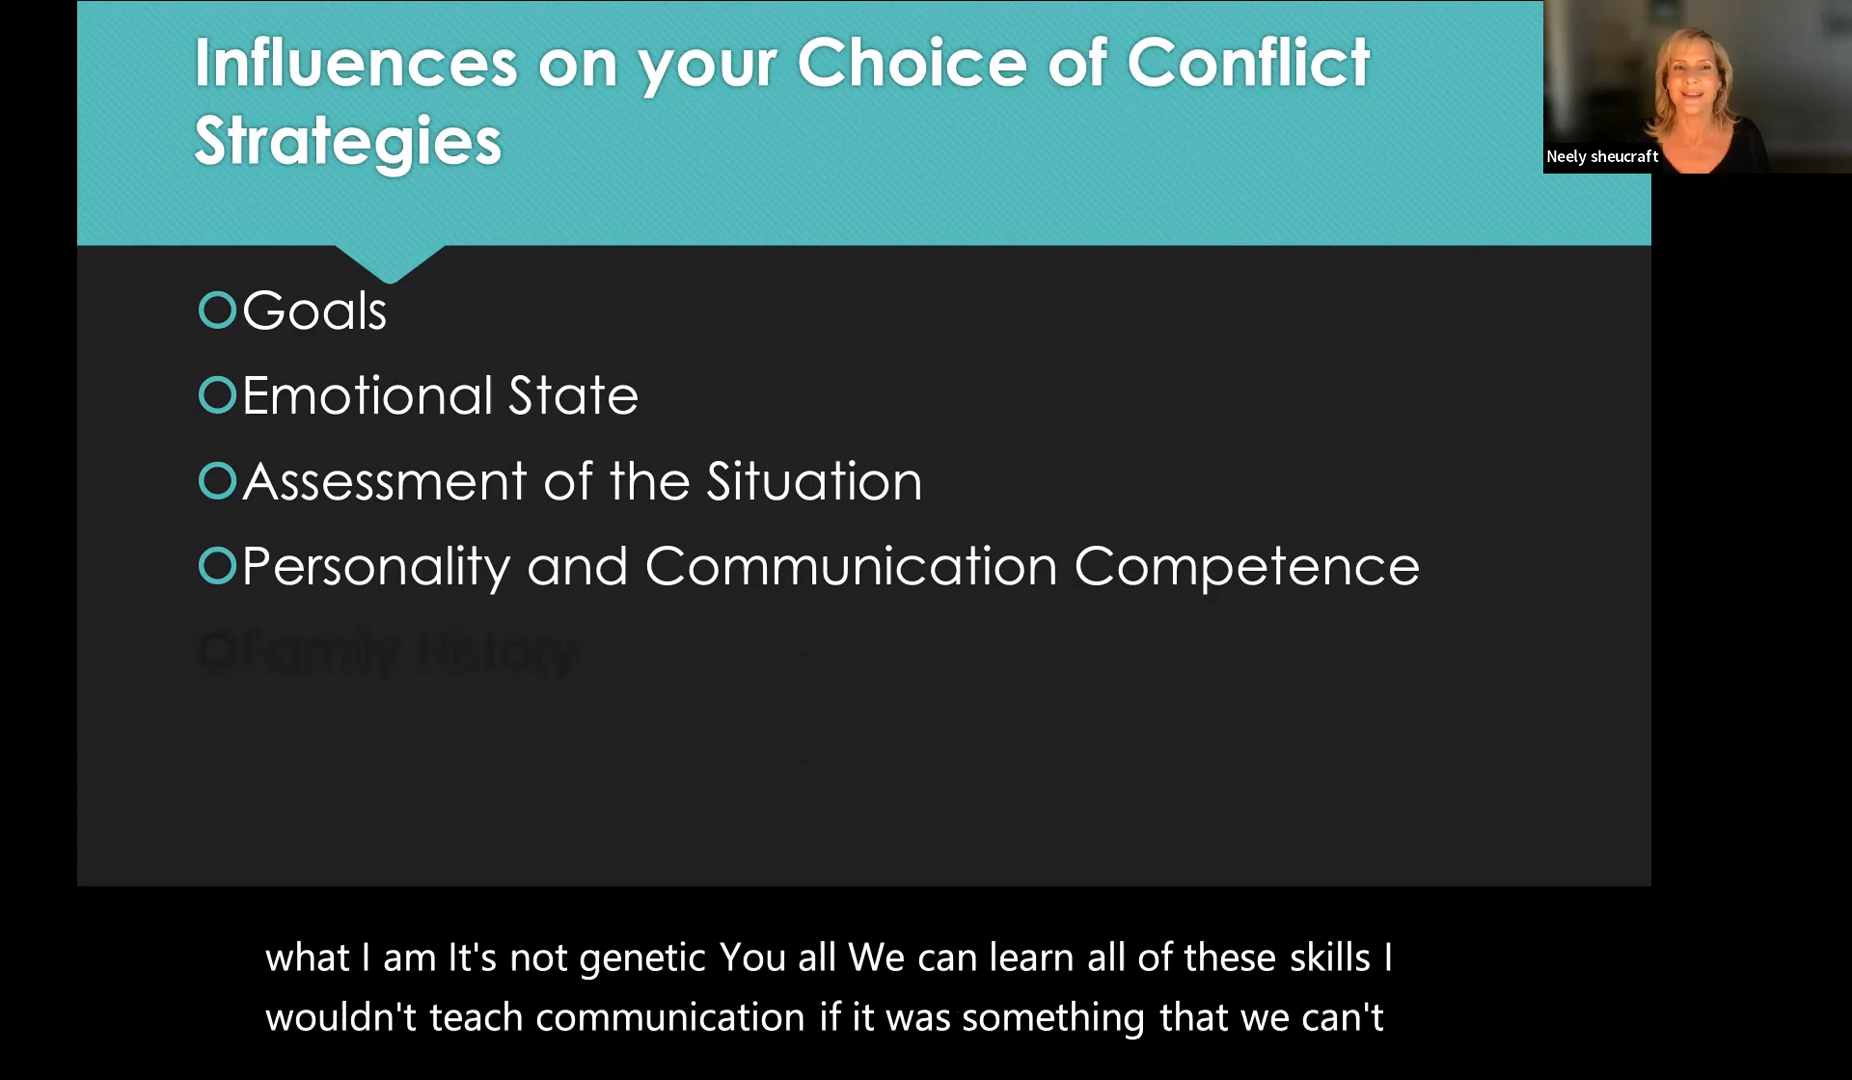 Influences on your Choice of Conflict
Strategies
Neely sheucraft
Goals
Emotional State
Assessment of the Situation
Personality and Communication Competence
Family History
what I am It's not genetic You all We can learn all of these skills I
wouldn't teach communication if it was something that we can't